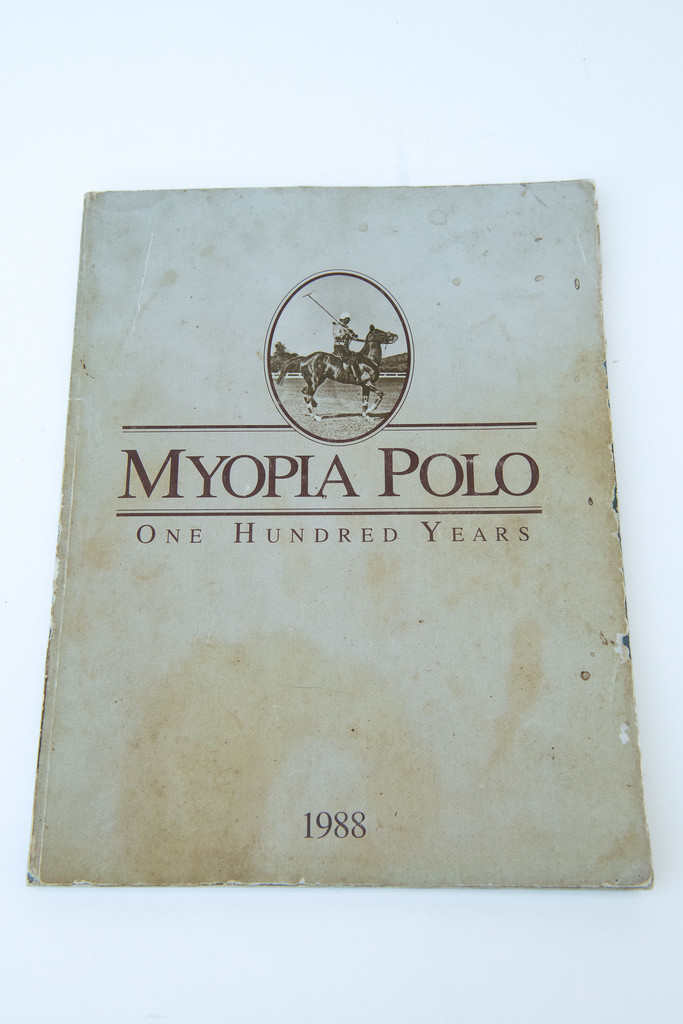 MYOPIA POLO
ONE HUNDRED YEARS
1988